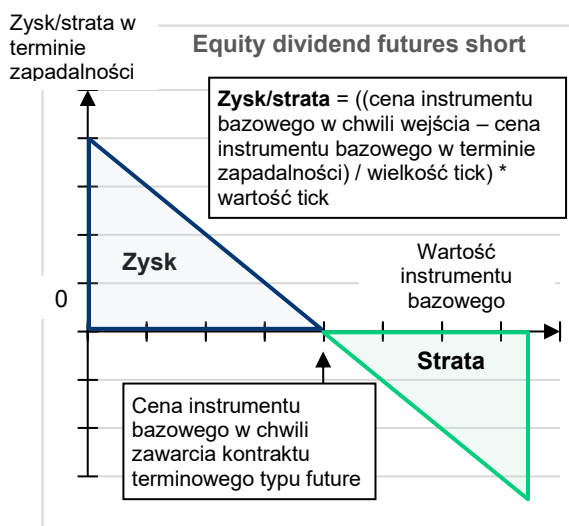 Zysk/strata w
terminie
zapadalności
Equity dividend futures short
Zysk/strata = ((cena instrumentu
bazowego w chwili wejścia – cena
instrumentu bazowego w terminie
zapadalności) / wielkość tick) *
wartość tick
Zysk
Wartość
instrumentu
bazowego
0
Strata
Cena instrumentu
bazowego w chwili
zawarcia kontraktu
terminowego typu future